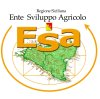 Regione Siciliana
Ente Sviluppo Agricolo
Esa